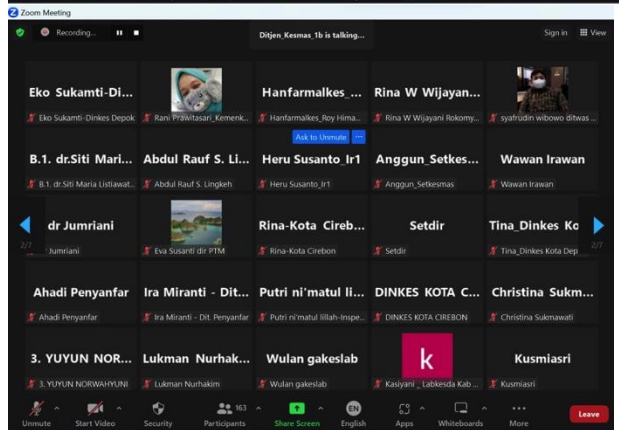 Zoom Meeting
Recording...
Ditjen_Kesmas_1b is talking...
Sign in
View
Eko Sukamti-Di...
Hanfarmalkes_...
Rina W Wijayan...
Eko Sukamti-Dinkes Depok
Rani Prawitasari_Kemenk...
Hanfarmalkes_Roy Hima...
Rina W Wijayani Rokomy...
syafrudin wibowo ditwas ...
Ask to Unmute
...
B.1. dr.Siti Mari...
Abdul Rauf S. Li...
Heru Susanto_Ir1
Anggun_Setkes...
Wawan Irawan
B.1. dr.Siti Maria Listiawat...
Abdul Rauf S. Lingkeh
Heru Susanto_Ir1
Anggun_Setkesmas
Wawan Irawan
dr Jumriani
Rina-Kota Cireb...
Setdir
Tina_Dinkes Ko
2/7
Jumriani
Eva Susanti dir PTM
Rina-Kota Cirebon
Setdir
Tina_Dinkes Kota Dep
2/7
Ahadi Penyanfar
Ira Miranti - Dit...
Putri ni'matul li...
DINKES KOTA C...
Christina Sukm...
Ahadi Penyanfar
Ira Miranti - Dit. Penyanfar
Putri ni'matul lillah-Inspe...
DINKES KOTA CIREBON
Christina Sukmawati
3. YUYUN NOR...
Lukman Nurhak...
Wulan gakeslab
k
Kusmiasri
3. YUYUN NORWAHYUNI
Lukman Nurhakim
Wulan gakeslab
Kasiyani _ Labkesda Kab ...
Kusmiasri
Unmute
Start Video
Security
163
Participants
Share Screen
EN
English
Apps
Whiteboards
More
Leave